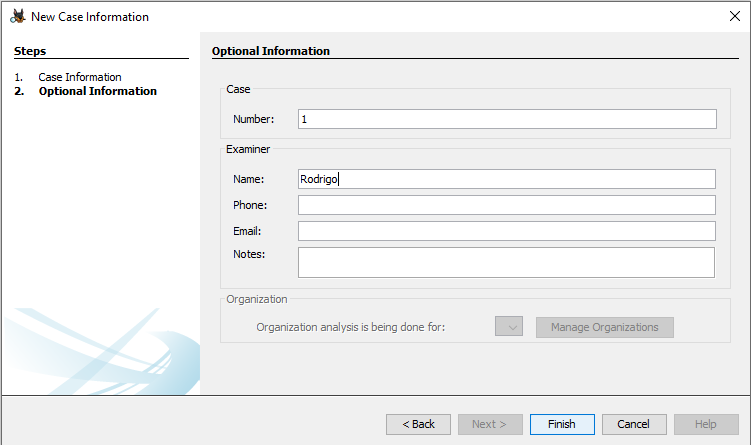 New Case Information
Steps
1. Case Information
2. Optional Information
Optional Information
Case
Number: 1
Examiner
Name: Rodrigo
Phone:
Email:
Notes:
Organization
Organization analysis is being done for: Manage Organizations
< Back Next > Finish Cancel Help